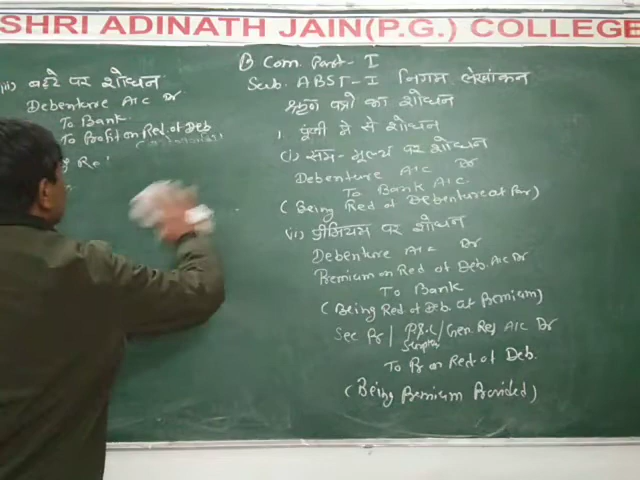 SHRI ADINATH JAIN(P.G.) COLLEGE
B Com. Part - I
Sub. ABST-I निगम लेखांकन
ऋण पत्रो का शोधन
1. पूंजी मे से शोधन
(i) सम-मूल्य पर शोधन
Debenture A/C Dr
To Bank A/C.
(Being Red of Debenture at Par)
(ii) प्रीमियम पर शोधन
Debenture A/C Dr
Premium on Red of Deb. A/C Dr
To Bank
(Being Red of Deb. at Premium)
Sec Pr / P&L / Gen. Res A/C Dr
Surplus
To Pr on Red. of Deb.
(Being Premium Provided)
iii) बट्टे पर शोधन
Debenture A/C Dr
To Bank.
To Profit on Red. of Deb